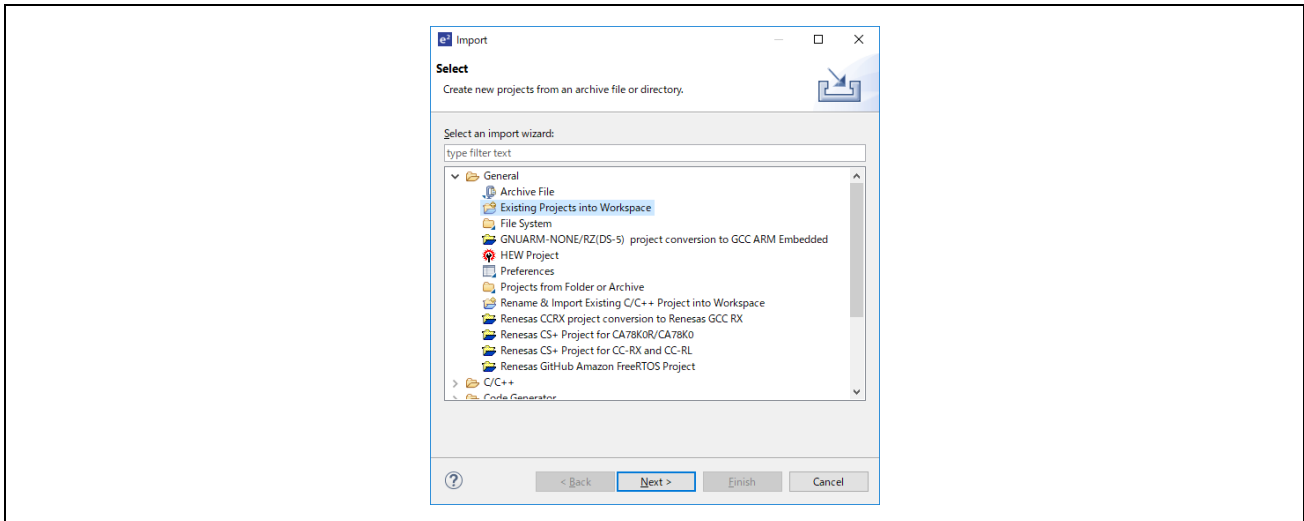 e² Import
Select
Create new projects from an archive file or directory.
Select an import wizard:
type filter text
General
Archive File
Existing Projects into Workspace
File System
GNUARM-NONE/RZ(DS-5) project conversion to GCC ARM Embedded
HEW Project
Preferences
Projects from Folder or Archive
Rename & Import Existing C/C++ Project into Workspace
Renesas CCRX project conversion to Renesas GCC RX
Renesas CS+ Project for CA78K0R/CA78K0
Renesas CS+ Project for CC-RX and CC-RL
Renesas GitHub Amazon FreeRTOS Project
C/C++
Code Generator
? < Back Next > Finish Cancel